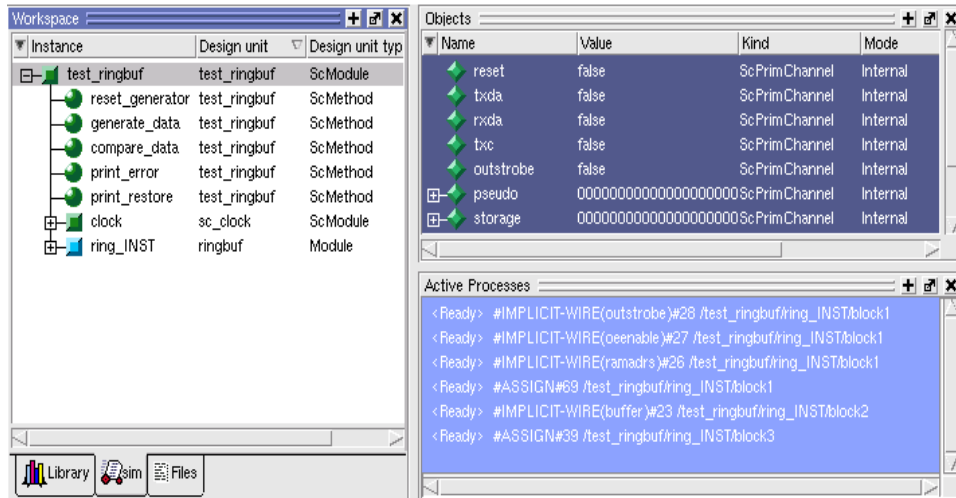 Workspace
Instance Design unit Design unit typ
test_ringbuf test_ringbuf ScModule
reset_generator test_ringbuf ScMethod
generate_data test_ringbuf ScMethod
compare_data test_ringbuf ScMethod
print_error test_ringbuf ScMethod
print_restore test_ringbuf ScMethod
clock sc_clock ScModule
ring_INST ringbuf Module
Library sim Files
Objects
Name Value Kind Mode
reset false ScPrimChannel Internal
txda false ScPrimChannel Internal
rxda false ScPrimChannel Internal
txc false ScPrimChannel Internal
outstrobe false ScPrimChannel Internal
pseudo 00000000000000000000ScPrimChannel Internal
storage 00000000000000000000ScPrimChannel Internal
Active Processes
<Ready> #IMPLICIT-WIRE(outstrobe)#28 /test_ringbuf/ring_INST/block1
<Ready> #IMPLICIT-WIRE(oeenable)#27 /test_ringbuf/ring_INST/block1
<Ready> #IMPLICIT-WIRE(ramadrs)#26 /test_ringbuf/ring_INST/block1
<Ready> #ASSIGN#69 /test_ringbuf/ring_INST/block1
<Ready> #IMPLICIT-WIRE(buffer)#23 /test_ringbuf/ring_INST/block2
<Ready> #ASSIGN#39 /test_ringbuf/ring_INST/block3